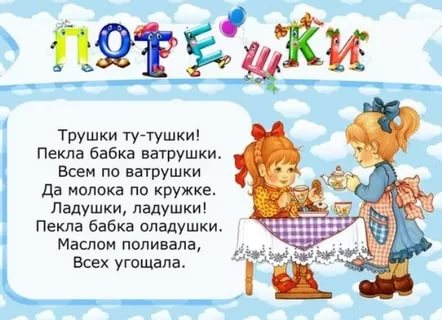 ПОТЕШКИ
Трушки ту-тушки!
Пекла бабка ватрушки.
Всем по ватрушки
Да молока по кружке.
Ладушки, ладушки!
Пекла бабка оладушки.
Маслом поливала,
Всех угощала.